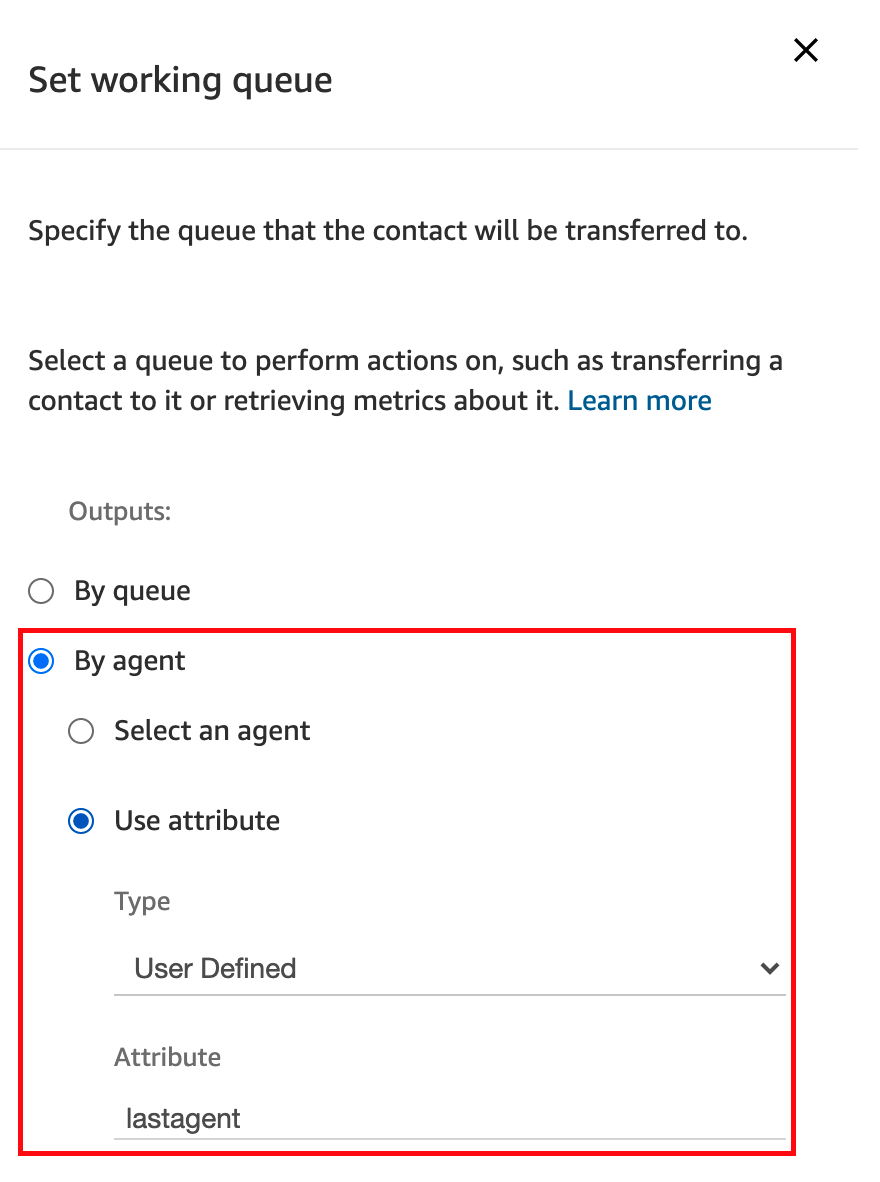 Set working queue
Specify the queue that the contact will be transferred to.
Select a queue to perform actions on, such as transferring a
contact to it or retrieving metrics about it. Learn more
Outputs:
By queue
By agent
Select an agent
Use attribute
Type
User Defined
Attribute
lastagent